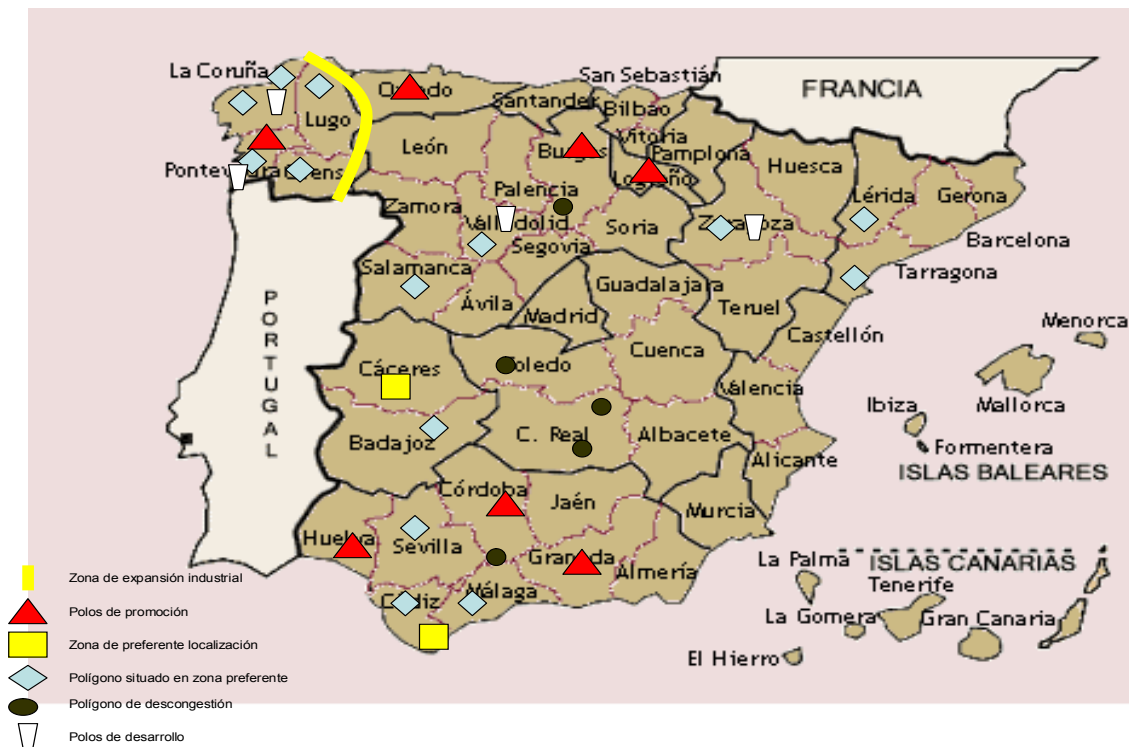 La Coruña
Lugo
Oviedo
Santander
San Sebastián
Bilbao
Vitoria
Pamplona
FRANCIA
León
Burgos
Logroño
Huesca
Lérida
Gerona
Pontevedra
Orense
Palencia
Zamora
Valladolid
Soria
Zaragoza
Barcelona
Segovia
Salamanca
Tarragona
Ávila
Guadalajara
Madrid
Teruel
Castellón
Menorca
PORTUGAL
Cáceres
Toledo
Cuenca
Valencia
Mallorca
Ibiza
Badajoz
C. Real
Albacete
Formentera
Alicante
ISLAS BALEARES
Córdoba
Jaén
Murcia
Huelva
Sevilla
Granada
Almería
La Palma
ISLAS CANARIAS
Tenerife
Cádiz
Málaga
La Gomera
Gran Canaria
El Hierro
Zona de expansión industrial
Polos de promoción
Zona de preferente localización
Polígono situado en zona preferente
Polígono de descongestión
Polos de desarrollo